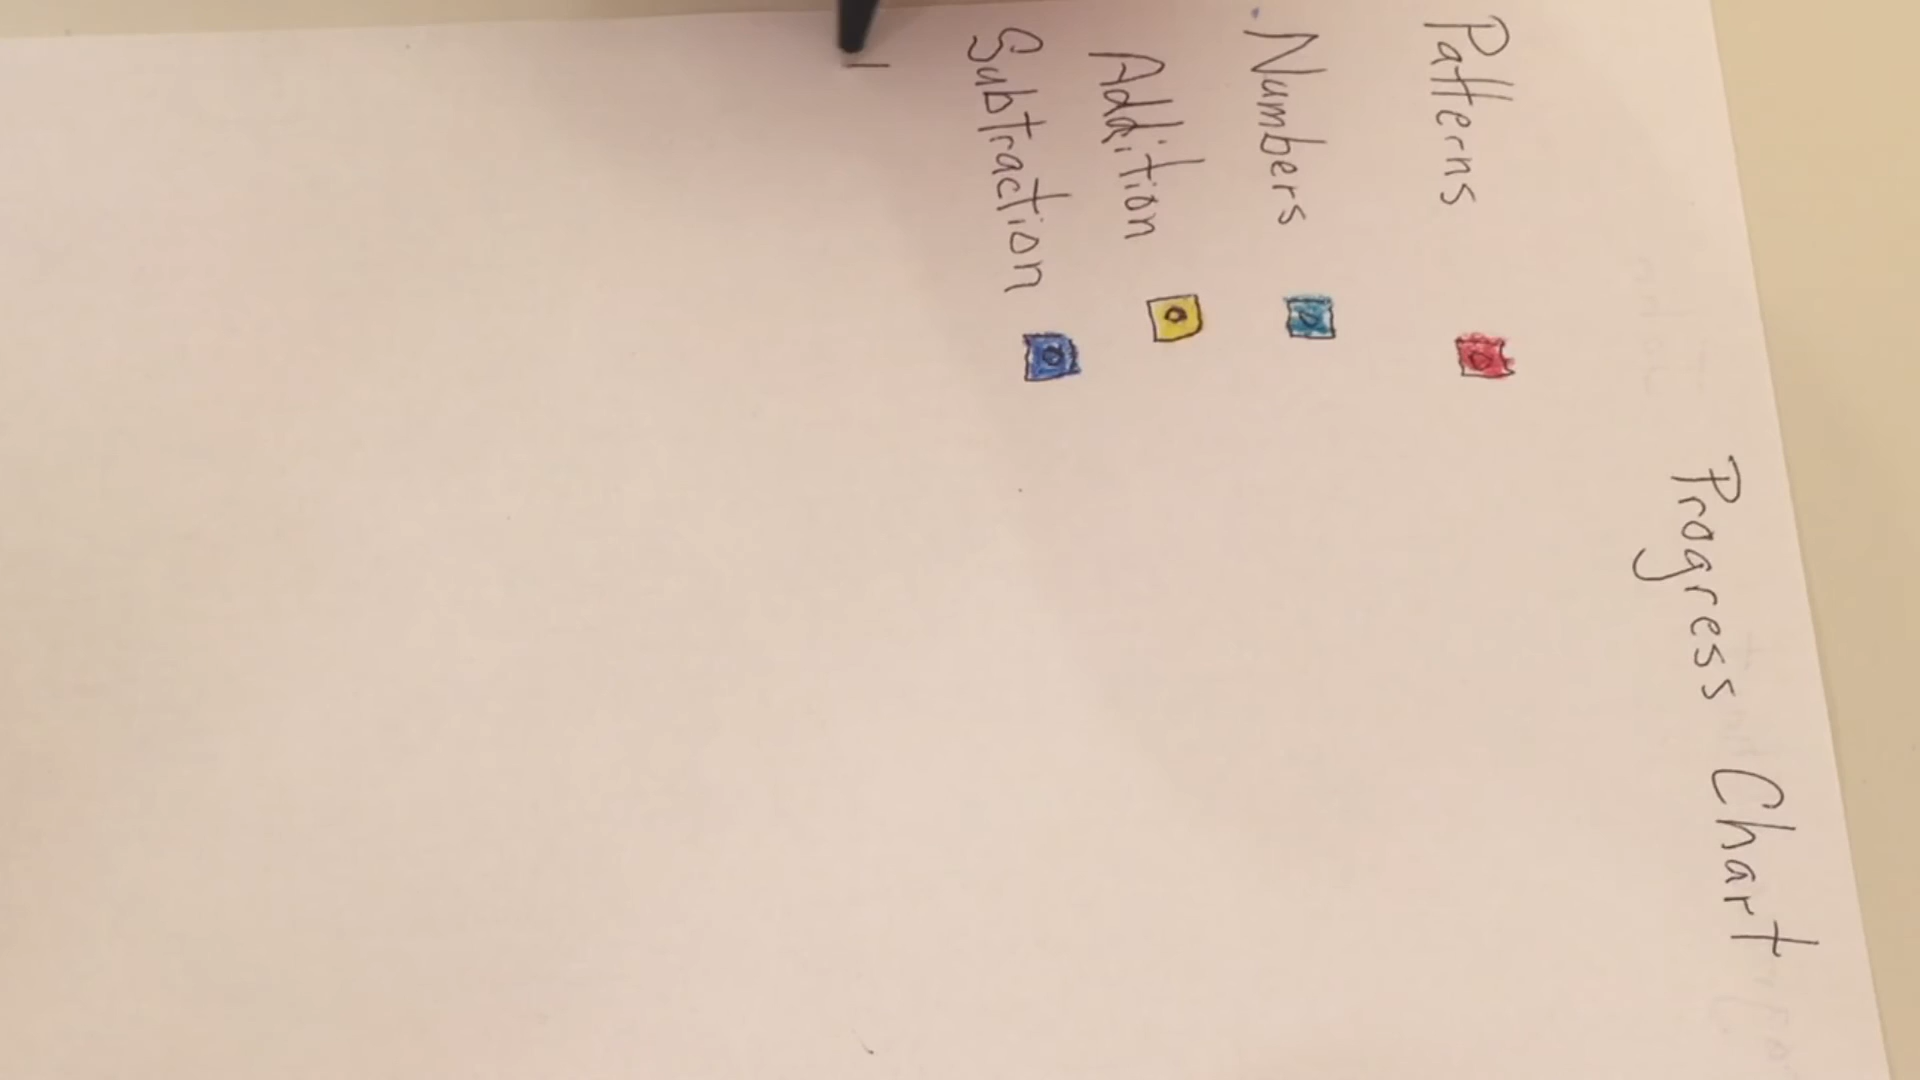 Progress Chart
Patterns
Numbers
Addition
Subtraction